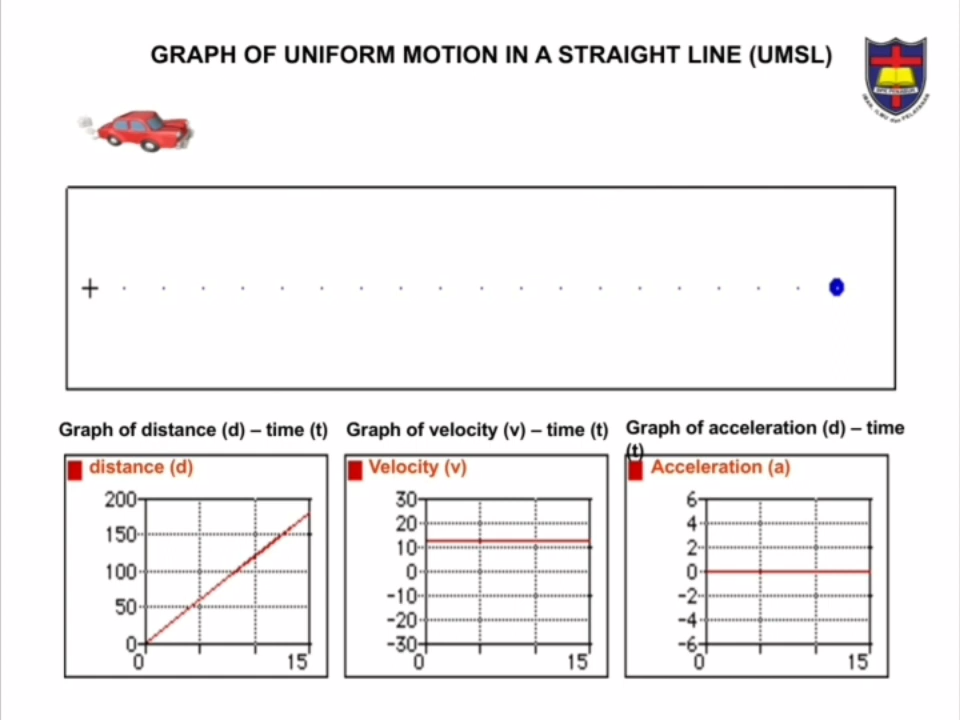 GRAPH OF UNIFORM MOTION IN A STRAIGHT LINE (UMSL)
Graph of distance (d) – time (t)
distance (d)
200
150
100
50
0
0 15
Graph of velocity (v) – time (t)
Velocity (v)
30
20
10
0
-10
-20
-30
0 15
Graph of acceleration (d) – time
(t)
Acceleration (a)
6
4
2
0
-2
-4
-6
0 15